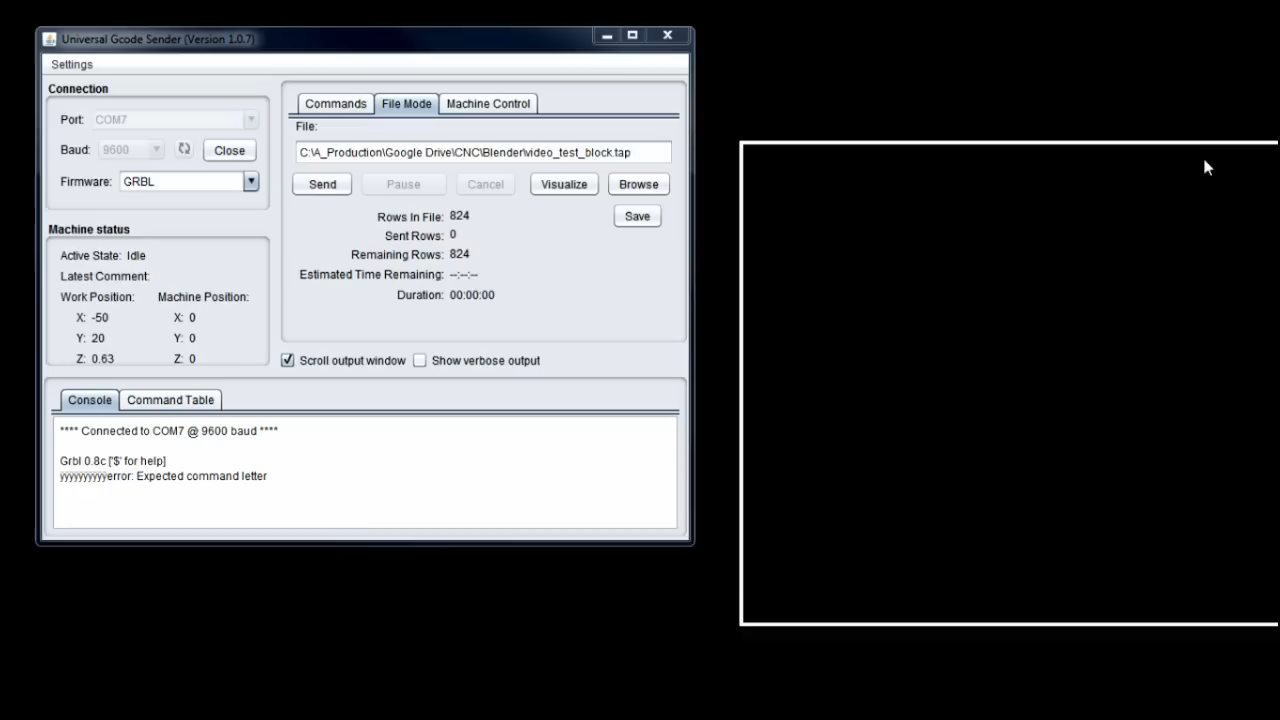 Universal Gcode Sender (Version 1.0.7)
Settings
Connection
Port: COM7
Baud: 9600 Close
Firmware: GRBL
Machine status
Active State: Idle
Latest Comment:
Work Position: Machine Position:
X: -50 X: 0
Y: 20 Y: 0
Z: 0.63 Z: 0
Commands File Mode Machine Control
File:
C:\A_Production\Google Drive\CNC\Blender\video_test_block.tap
Send Pause Cancel Visualize Browse
Rows In File: 824 Save
Sent Rows: 0
Remaining Rows: 824
Estimated Time Remaining: --:--:--
Duration: 00:00:00
Scroll output window Show verbose output
Console Command Table
**** Connected to COM7 @ 9600 baud ****
Grbl 0.8c ['$' for help]
ÿÿÿÿÿÿÿÿÿÿerror: Expected command letter